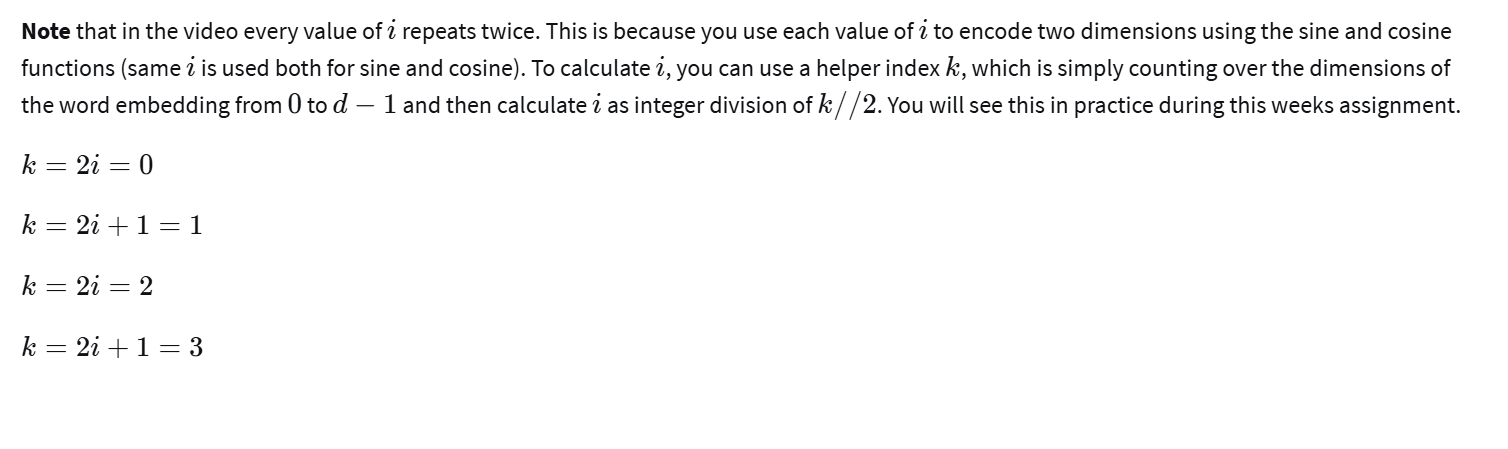 Note that in the video every value of i repeats twice. This is because you use each value of i to encode two dimensions using the sine and cosine
functions (same i is used both for sine and cosine). To calculate i, you can use a helper index k, which is simply counting over the dimensions of
the word embedding from 0 to d − 1 and then calculate i as integer division of k//2. You will see this in practice during this weeks assignment.
k = 2i = 0
k = 2i + 1 = 1
k = 2i = 2
k = 2i + 1 = 3